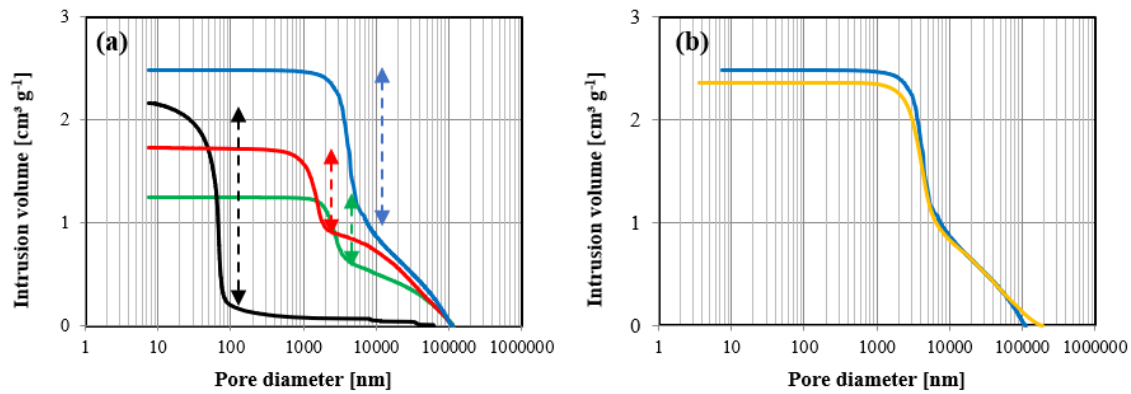 (a)
Intrusion volume [cm³ g⁻¹]
3
2
1
0
1 10 100 1000 10000 100000 1000000
Pore diameter [nm]
(b)
Intrusion volume [cm³ g⁻¹]
3
2
1
0
1 10 100 1000 10000 100000 1000000
Pore diameter [nm]